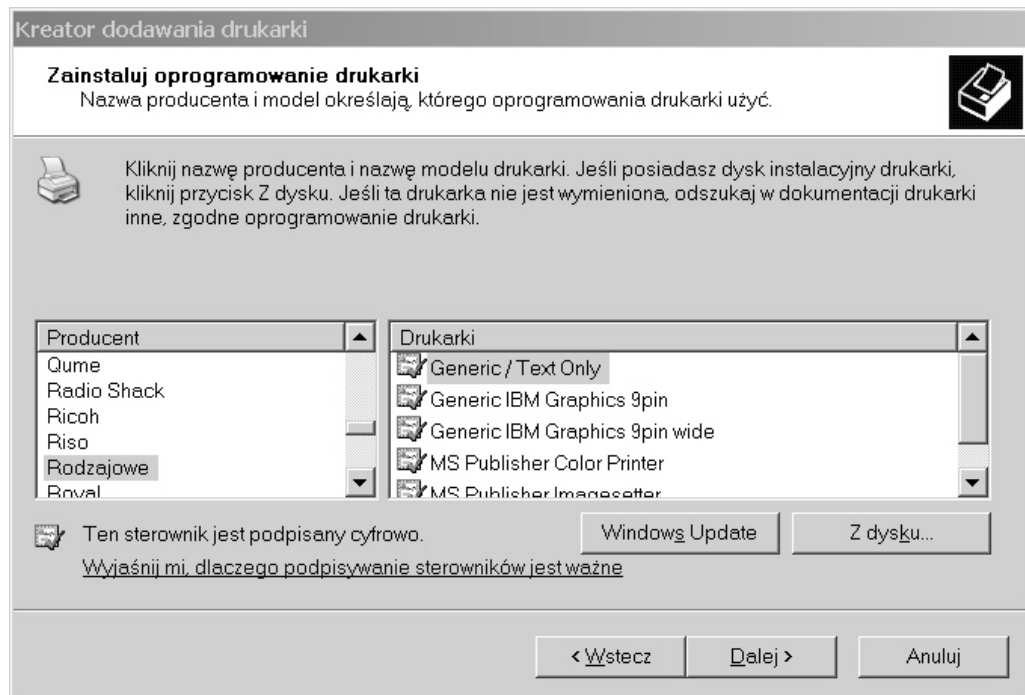 Kreator dodawania drukarki
Zainstaluj oprogramowanie drukarki
Nazwa producenta i model określają, którego oprogramowania drukarki użyć.
Kliknij nazwę producenta i nazwę modelu drukarki. Jeśli posiadasz dysk instalacyjny drukarki,
kliknij przycisk Z dysku. Jeśli ta drukarka nie jest wymieniona, odszukaj w dokumentacji drukarki
inne, zgodne oprogramowanie drukarki.
Producent
Qume
Radio Shack
Ricoh
Riso
Rodzajowe
Royal
Drukarki
Generic / Text Only
Generic IBM Graphics 9pin
Generic IBM Graphics 9pin wide
MS Publisher Color Printer
MS Publisher Imagesetter
Ten sterownik jest podpisany cyfrowo.
Wyjaśnij mi, dlaczego podpisywanie sterowników jest ważne
Windows Update
Z dysku...
< Wstecz
Dalej >
Anuluj